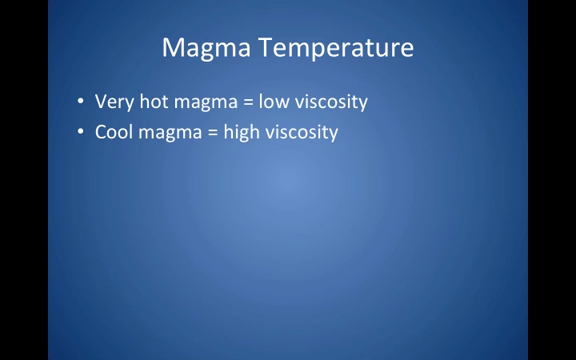 Magma Temperature
• Very hot magma = low viscosity
• Cool magma = high viscosity